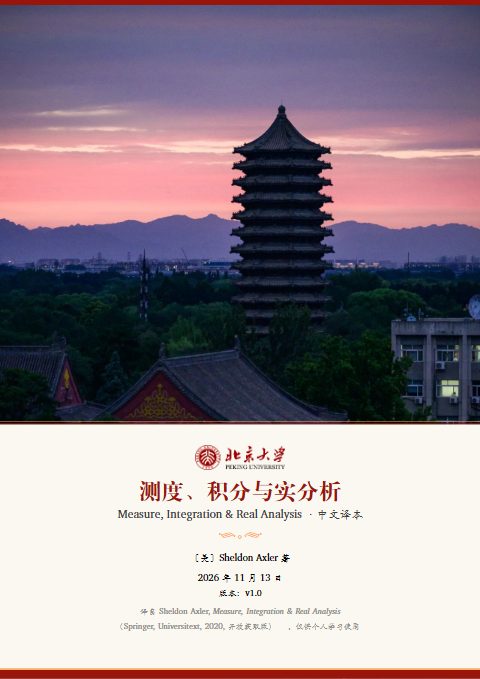 北京大学
PEKING UNIVERSITY
测度、积分与实分析
Measure, Integration & Real Analysis · 中文译本
[美] Sheldon Axler 著
2026 年 11 月 13 日
版本：v1.0
译自 Sheldon Axler, Measure, Integration & Real Analysis
（Springer, Universitext, 2020, 开放获取版），仅供个人学习使用